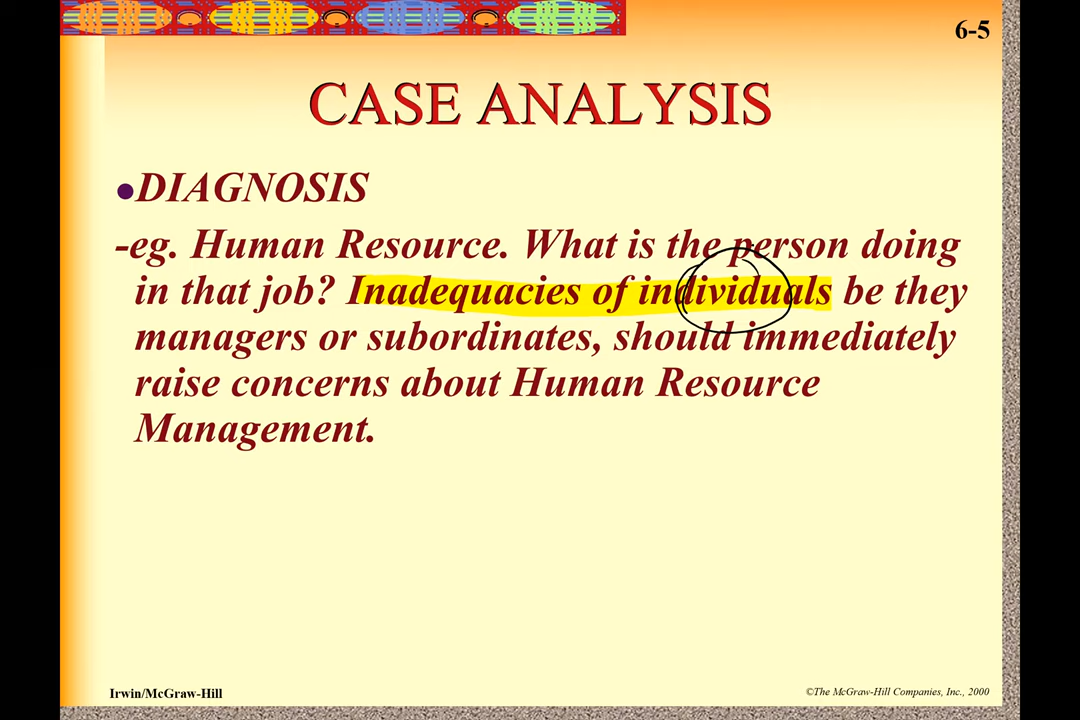 6-5
CASE ANALYSIS
●DIAGNOSIS
-eg. Human Resource. What is the person doing
in that job? Inadequacies of individuals be they
managers or subordinates, should immediately
raise concerns about Human Resource
Management.
Irwin/McGraw-Hill
©The McGraw-Hill Companies, Inc., 2000